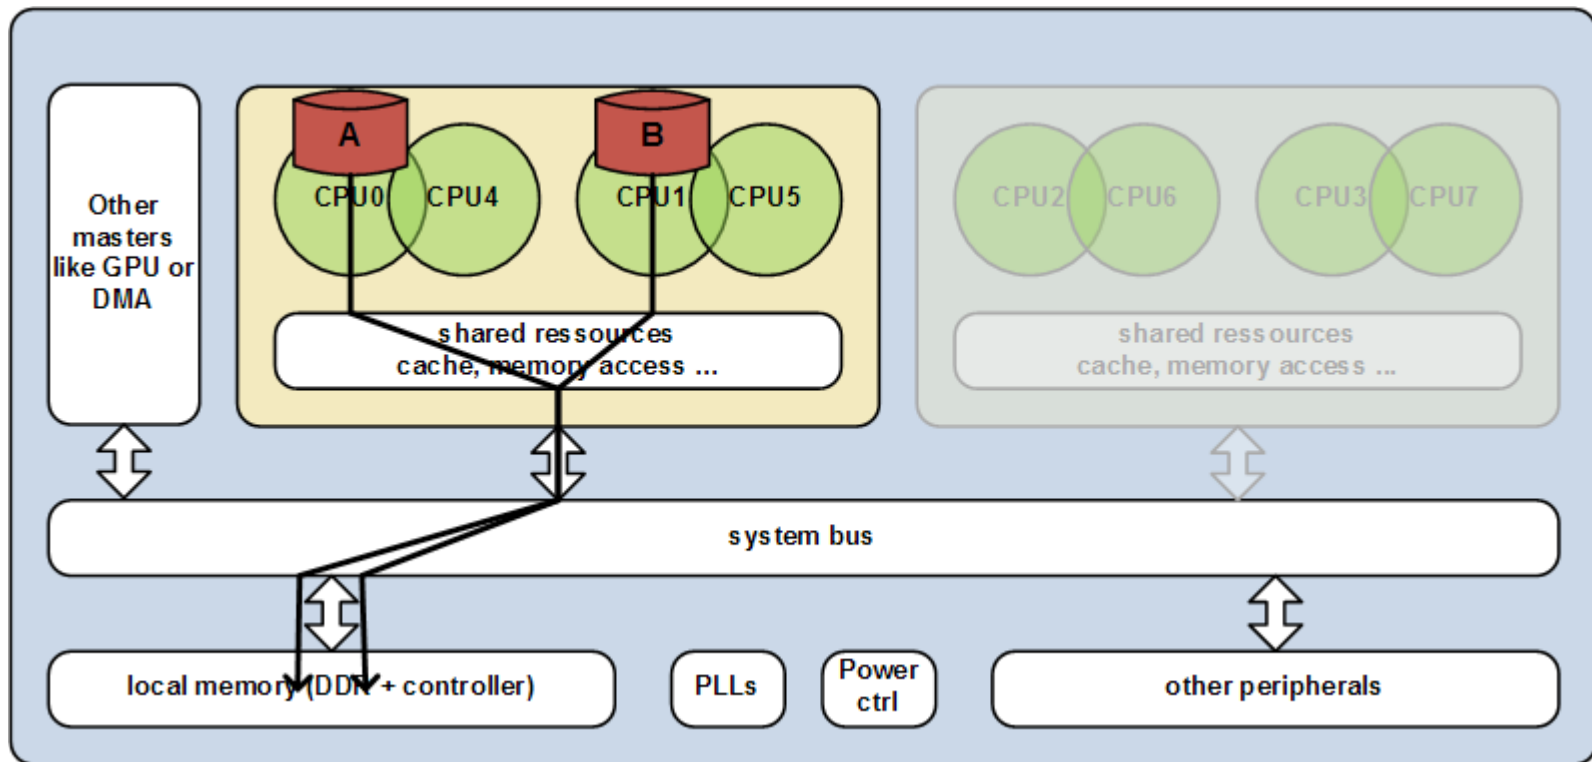 Other
masters
like GPU or
DMA
A
CPU0
CPU4
B
CPU1
CPU5
shared ressources
cache, memory access ...
CPU2
CPU6
CPU3
CPU7
shared ressources
cache, memory access ...
system bus
local memory (DDR + controller)
PLLs
Power
ctrl
other peripherals